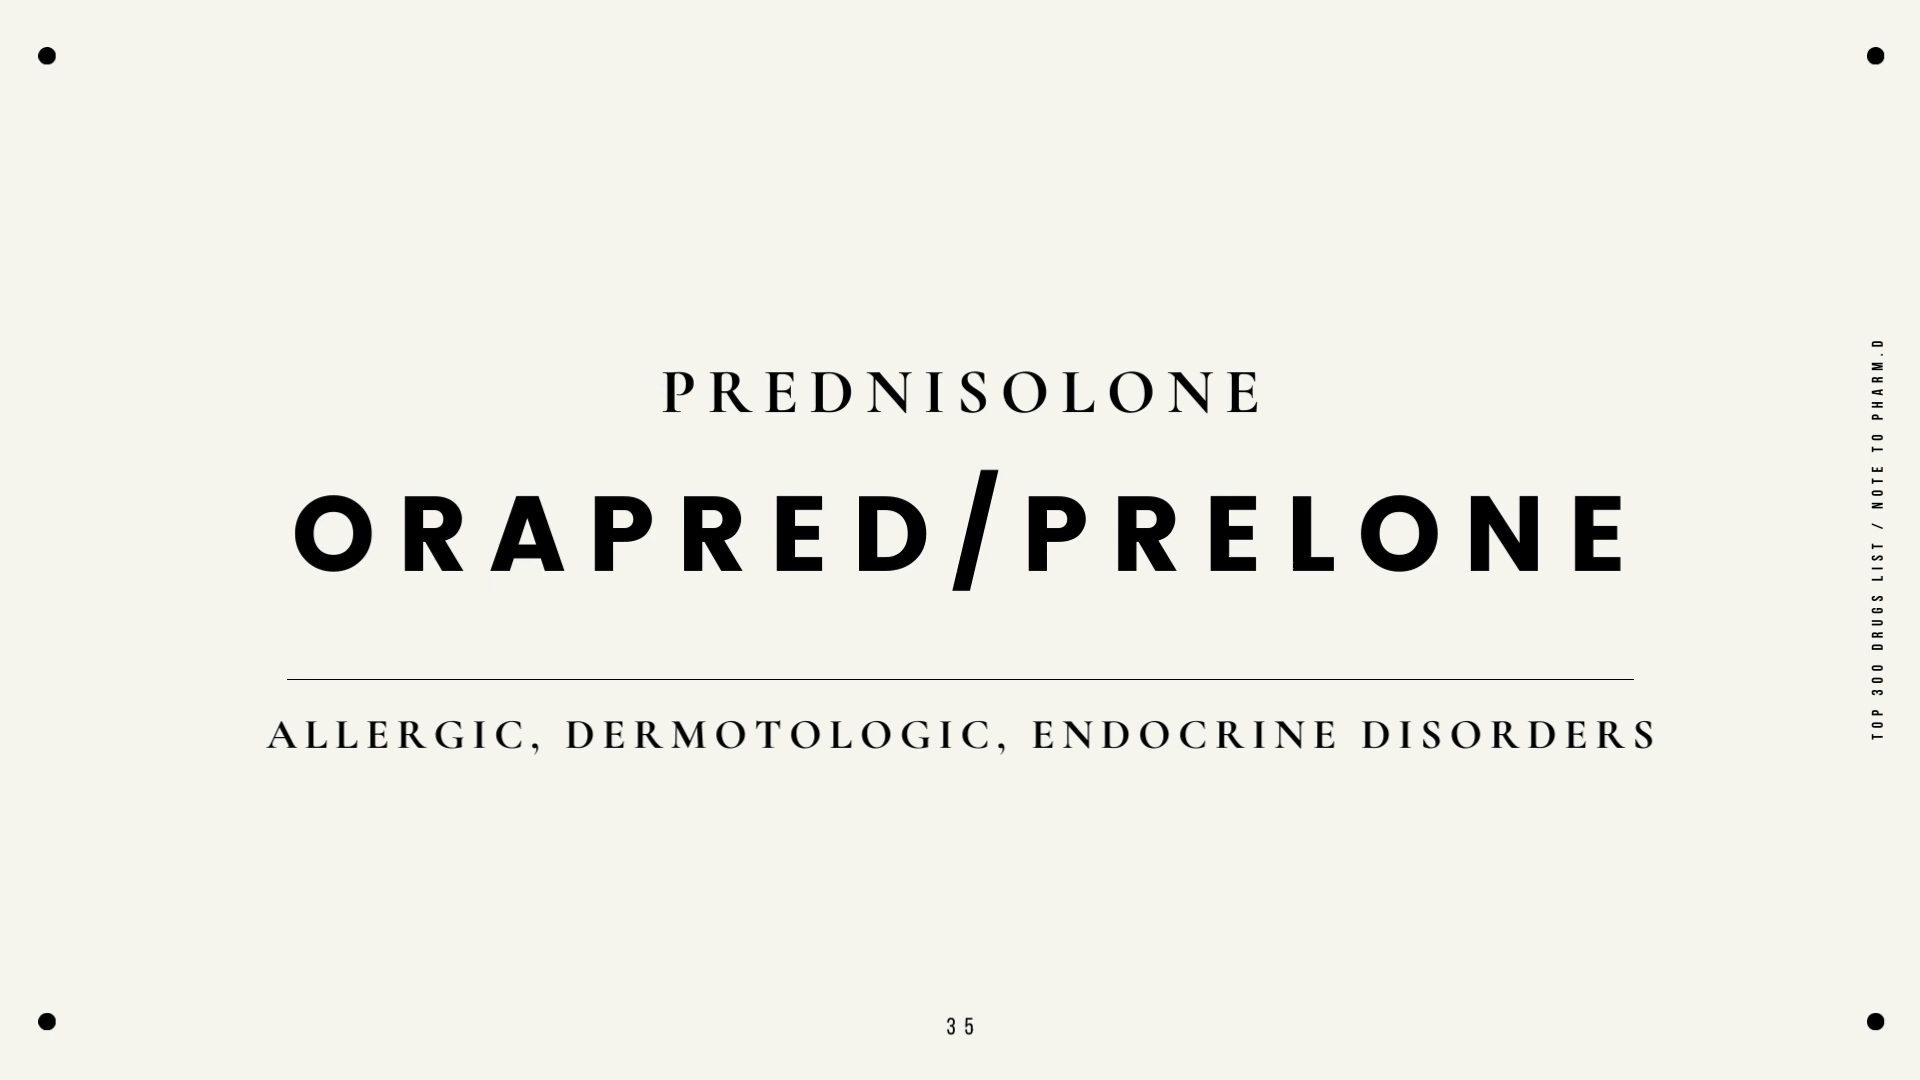 PREDNISOLONE
ORAPRED/PRELONE
ALLERGIC, DERMOTOLOGIC, ENDOCRINE DISORDERS
TOP 300 DRUGS LIST / NOTE TO PHARM.D
35